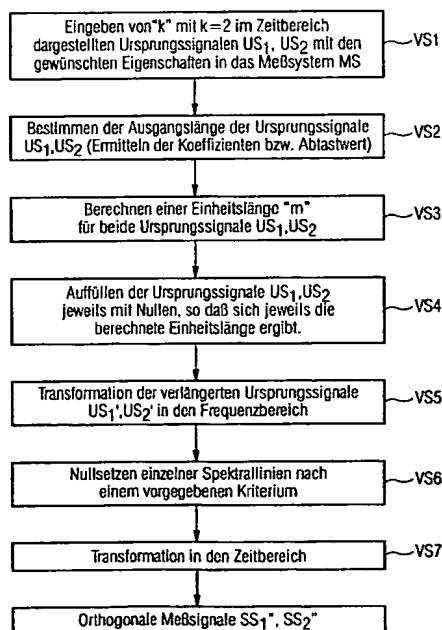 Eingeben von "k" mit k=2 im Zeitbereich
dargestellten Ursprungssignalen US1, US2 mit den
gewünschten Eigenschaften in das Meßsystem MS
VS1
Bestimmen der Ausgangslänge der Ursprungssignale
US1,US2 (Ermitteln der Koeffizienten bzw. Abtastwert)
VS2
Berechnen einer Einheitslänge "m"
für beide Ursprungssignale US1,US2
VS3
Auffüllen der Ursprungssignale US1,US2
jeweils mit Nullen, so daß sich jeweils die
berechnete Einheitslänge ergibt.
VS4
Transformation der verlängerten Ursprungssignale
US1',US2' in den Frequenzbereich
VS5
Nullsetzen einzelner Spektrallinien nach
einem vorgegebenen Kriterium
VS6
Transformation in den Zeitbereich
VS7
Orthogonale Meßsignale SS1", SS2"